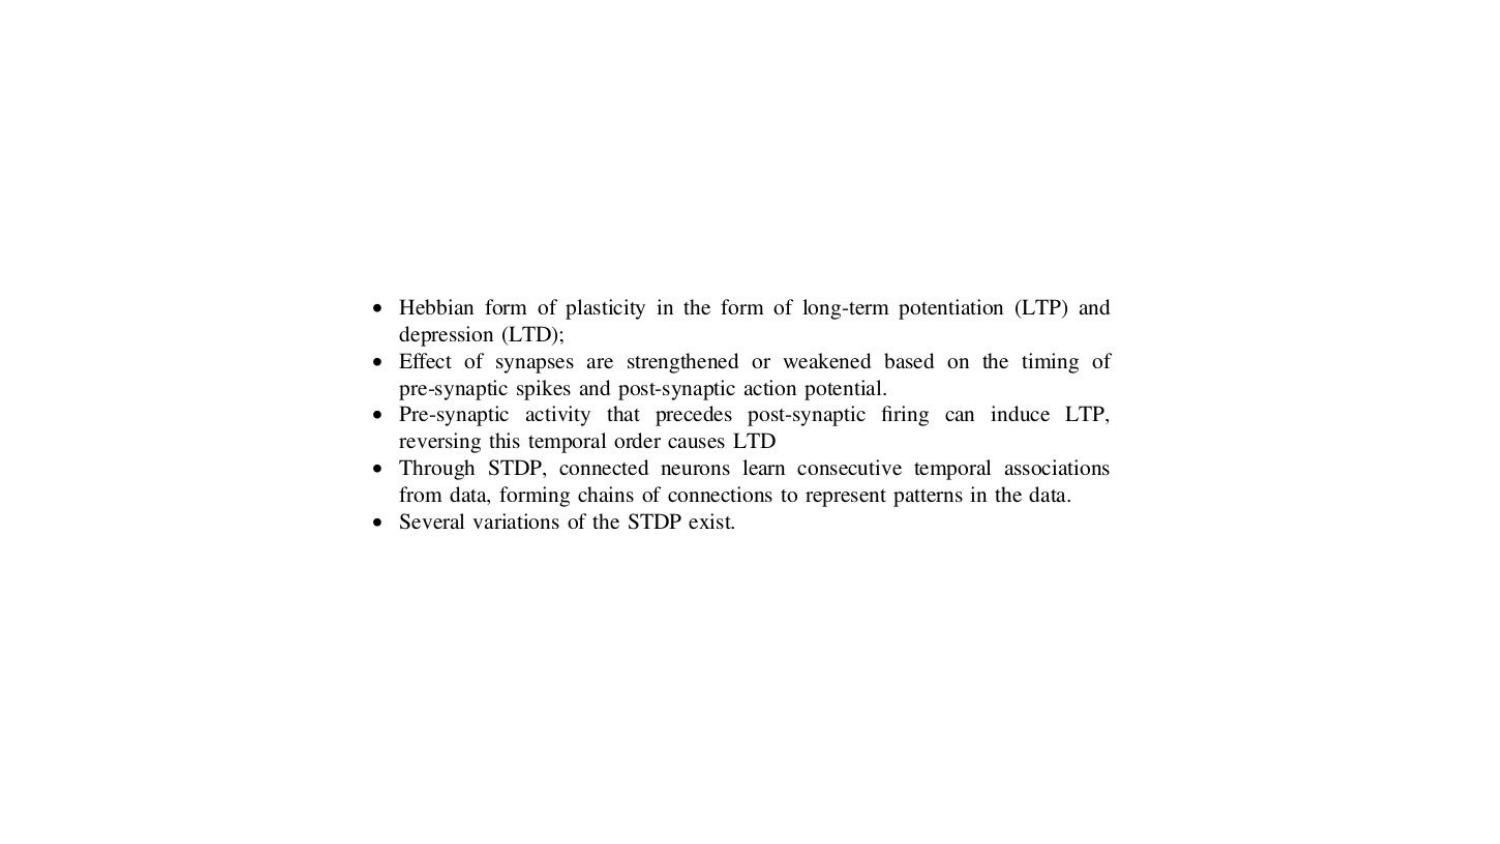 • Hebbian form of plasticity in the form of long-term potentiation (LTP) and
depression (LTD);
• Effect of synapses are strengthened or weakened based on the timing of
pre-synaptic spikes and post-synaptic action potential.
• Pre-synaptic activity that precedes post-synaptic firing can induce LTP,
reversing this temporal order causes LTD
• Through STDP, connected neurons learn consecutive temporal associations
from data, forming chains of connections to represent patterns in the data.
• Several variations of the STDP exist.